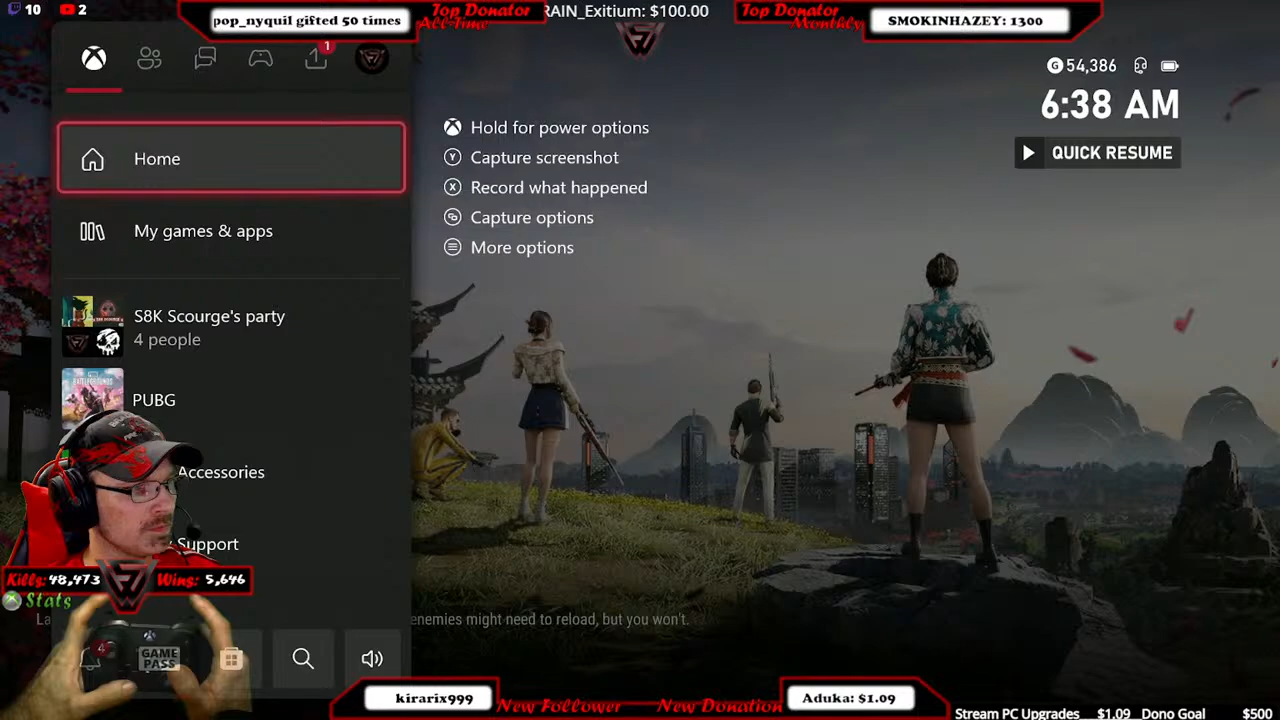 10
2
pop_nyquil gifted 50 times
Top Donator
All-Time
RAIN_Exitium: $100.00
Top Donator
Monthly
SMOKINHAZEY: 1300
1
G 54,386
6:38 AM
QUICK RESUME
Home
My games & apps
Hold for power options
Y Capture screenshot
X Record what happened
Capture options
More options
S8K Scourge's party
4 people
PUBG
BATTLEGROUNDS
Accessories
Support
Kills: 48,473
Wins: 5,646
Stats
La
enemies might need to reload, but you won't.
4
GAME
PASS
kirarix999
New Follower
New Donation
Aduka: $1.09
Stream PC Upgrades $1.09 Dono Goal $500